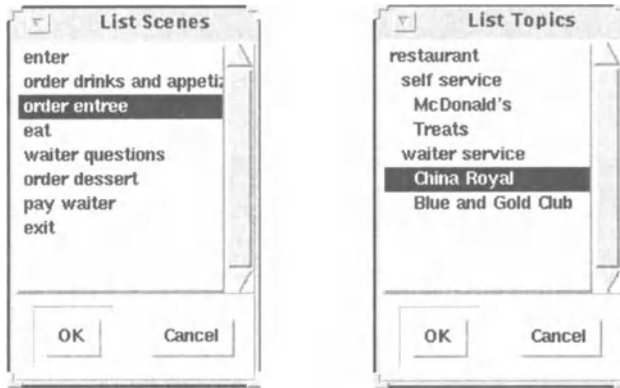 List Scenes
enter
order drinks and appetiz
order entree
eat
waiter questions
order dessert
pay waiter
exit
OK
Cancel
List Topics
restaurant
self service
McDonald's
Treats
waiter service
China Royal
Blue and Gold Club
OK
Cancel